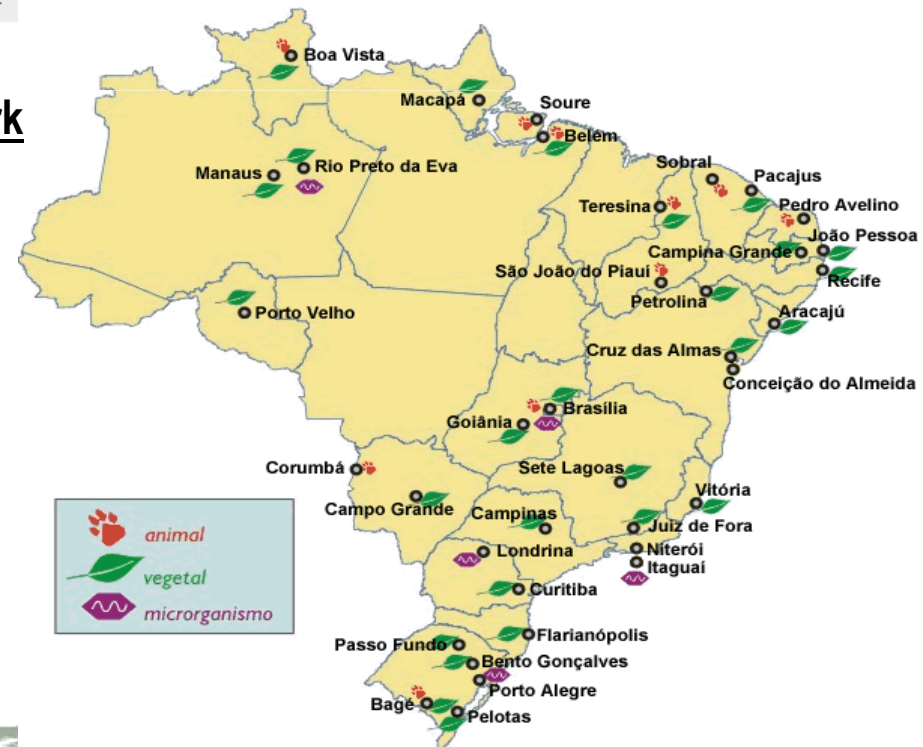 rk
Boa Vista
Macapá
Soure
Belém
Manaus
Rio Preto da Eva
Sobral
Pacajus
Teresina
Pedro Avelino
João Pessoa
Campina Grande
São João do Piauí
Recife
Petrolina
Porto Velho
Aracajú
Cruz das Almas
Conceição do Almeida
Brasília
Goiânia
Corumbá
Sete Lagoas
Vitória
Campo Grande
Campinas
Juiz de Fora
Londrina
Niterói
Itaguaí
Curitiba
animal
vegetal
microrganismo
Flarianópolis
Passo Fundo
Bento Gonçalves
Porto Alegre
Bagé
Pelotas